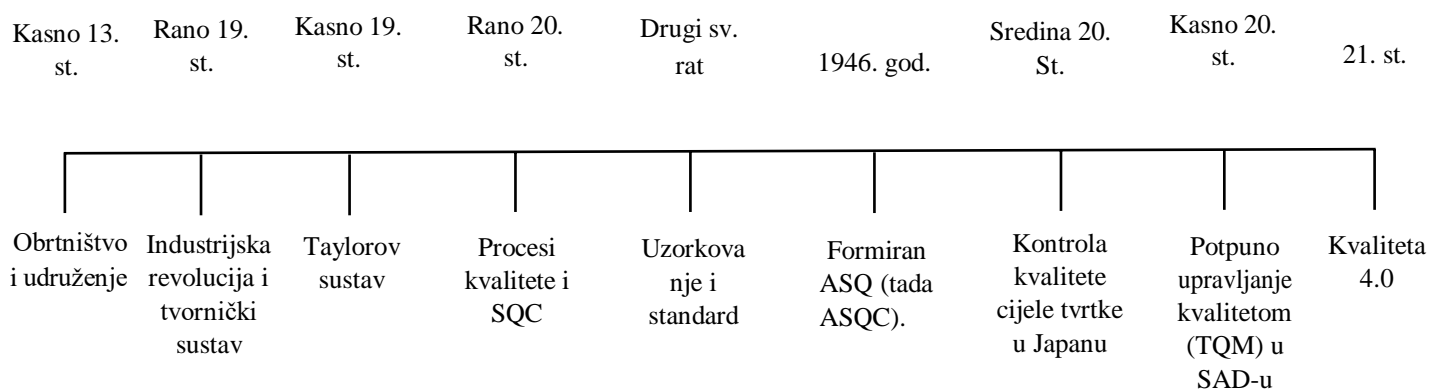 Kasno 13.
st.
Rano 19.
st.
Kasno 19.
st.
Rano 20.
st.
Drugi sv.
rat
1946. god.
Sredina 20.
St.
Kasno 20.
st.
21. st.
Obrtništvo
i udruženje
Industrijska
revolucija i
tvornički
sustav
Taylorov
sustav
Procesi
kvalitete i
SQC
Uzorkova
nje i
standard
Formiran
ASQ (tada
ASQC).
Kontrola
kvalitete
cijele tvrtke
u Japanu
Potpuno
upravljanje
kvalitetom
(TQM) u
SAD-u
Kvaliteta
4.0